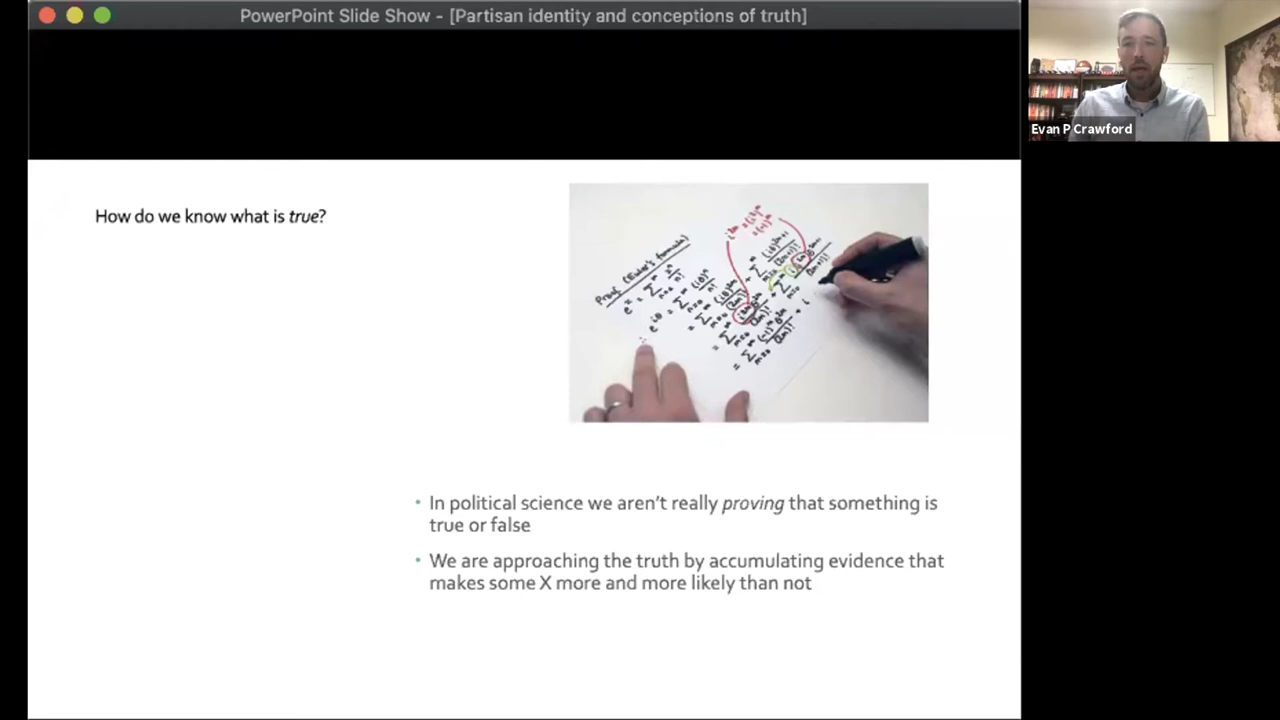 PowerPoint Slide Show - [Partisan identity and conceptions of truth]
Evan P Crawford
How do we know what is true?
Proof (Euler's formula)
• In political science we aren't really proving that something is
true or false
• We are approaching the truth by accumulating evidence that
makes some X more and more likely than not